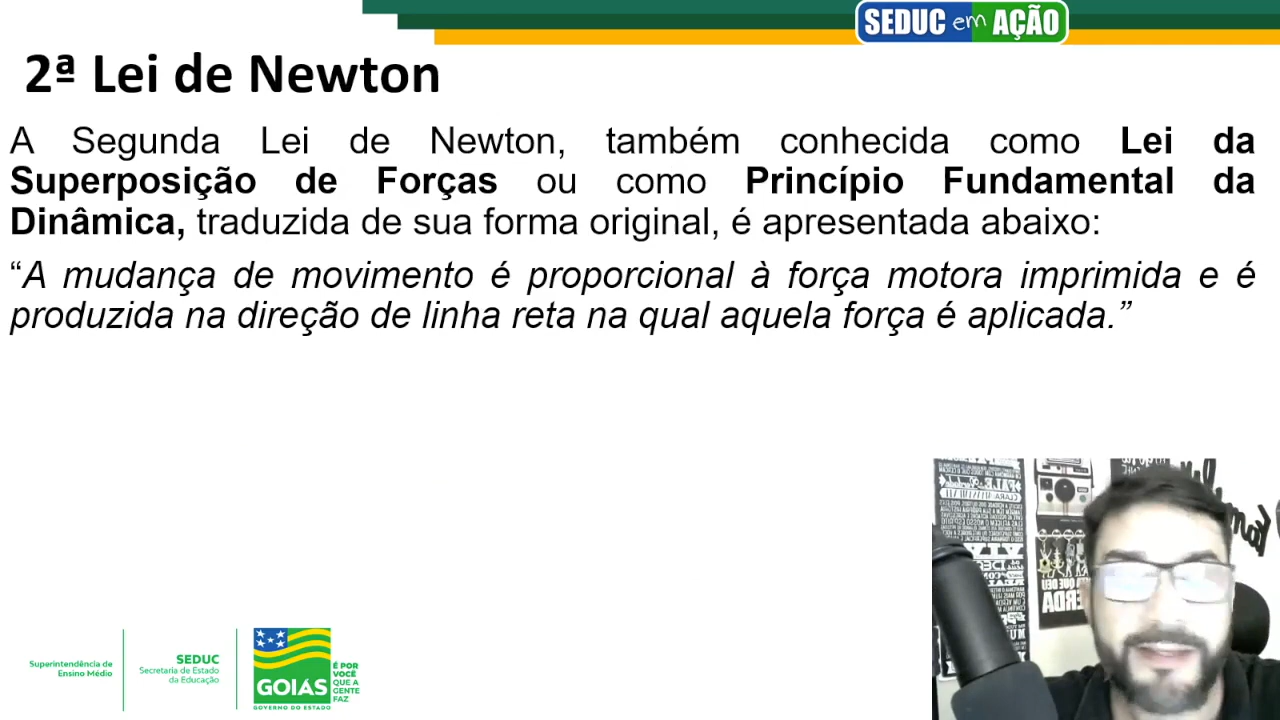 SEDUC em AÇÃO
2ª Lei de Newton
A Segunda Lei de Newton, também conhecida como Lei da
Superposição de Forças ou como Princípio Fundamental da
Dinâmica, traduzida de sua forma original, é apresentada abaixo:
“A mudança de movimento é proporcional à força motora imprimida e é
produzida na direção de linha reta na qual aquela força é aplicada.”
Superintendência de
Ensino Médio
SEDUC
Secretaria de Estado
da Educação
GOIÁS
GOVERNO DO ESTADO
É POR
VOCÊ
QUE A
GENTE
FAZ